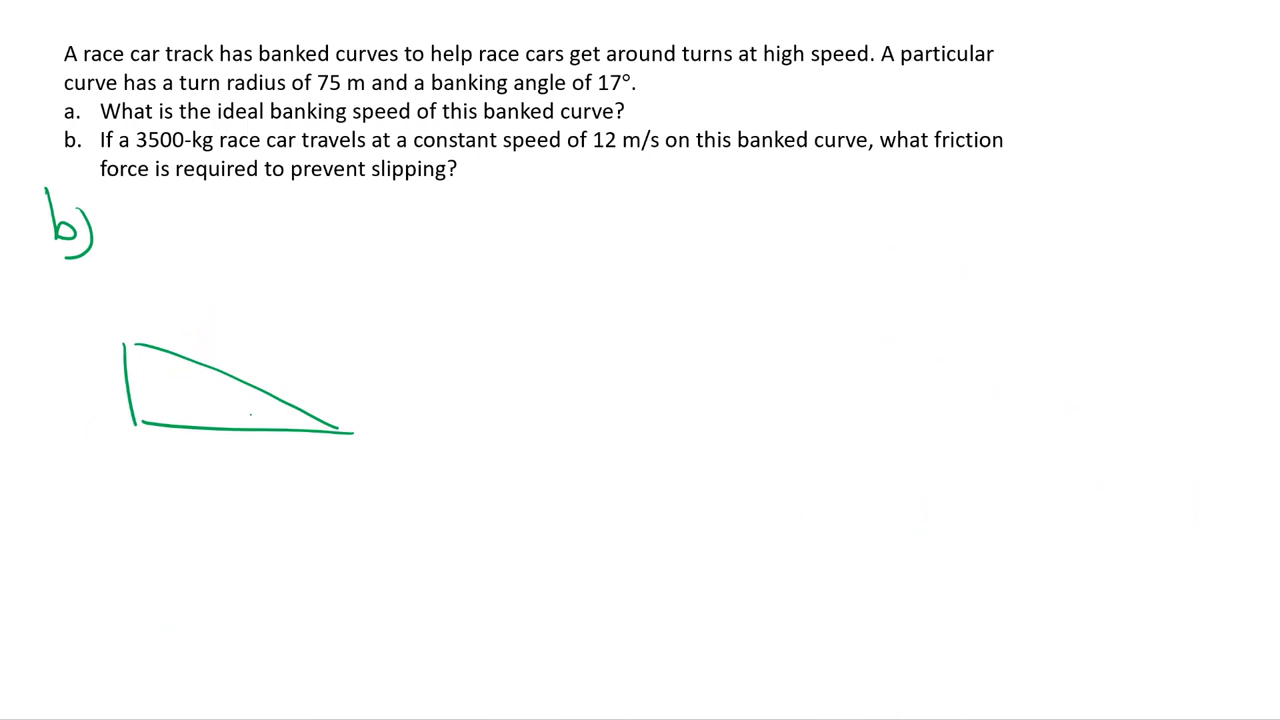 A race car track has banked curves to help race cars get around turns at high speed. A particular
curve has a turn radius of 75 m and a banking angle of 17°.
a. What is the ideal banking speed of this banked curve?
b. If a 3500-kg race car travels at a constant speed of 12 m/s on this banked curve, what friction
force is required to prevent slipping?
b)